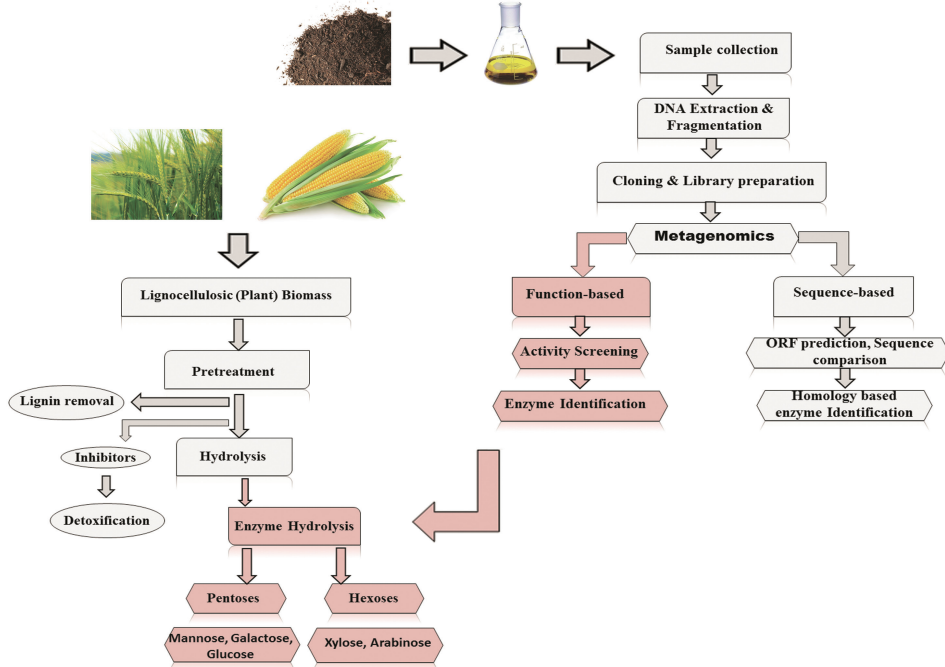 Sample collection
DNA Extraction &
Fragmentation
Cloning & Library preparation
Metagenomics
Function-based
Sequence-based
Activity Screening
ORF prediction, Sequence
comparison
Enzyme Identification
Homology based
enzyme Identification
Lignocellulosic (Plant) Biomass
Pretreatment
Lignin removal
Inhibitors
Hydrolysis
Detoxification
Enzyme Hydrolysis
Pentoses
Hexoses
Mannose, Galactose,
Glucose
Xylose, Arabinose